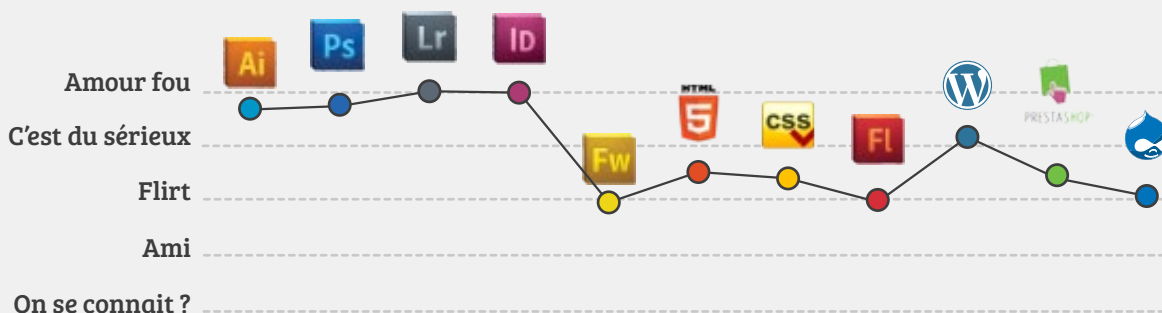 Ai
Ps
Lr
ID
Amour fou
HTML
5
W
PRESTASHOP
CSS
C'est du sérieux
Fl
Fw
Flirt
Ami
On se connait ?